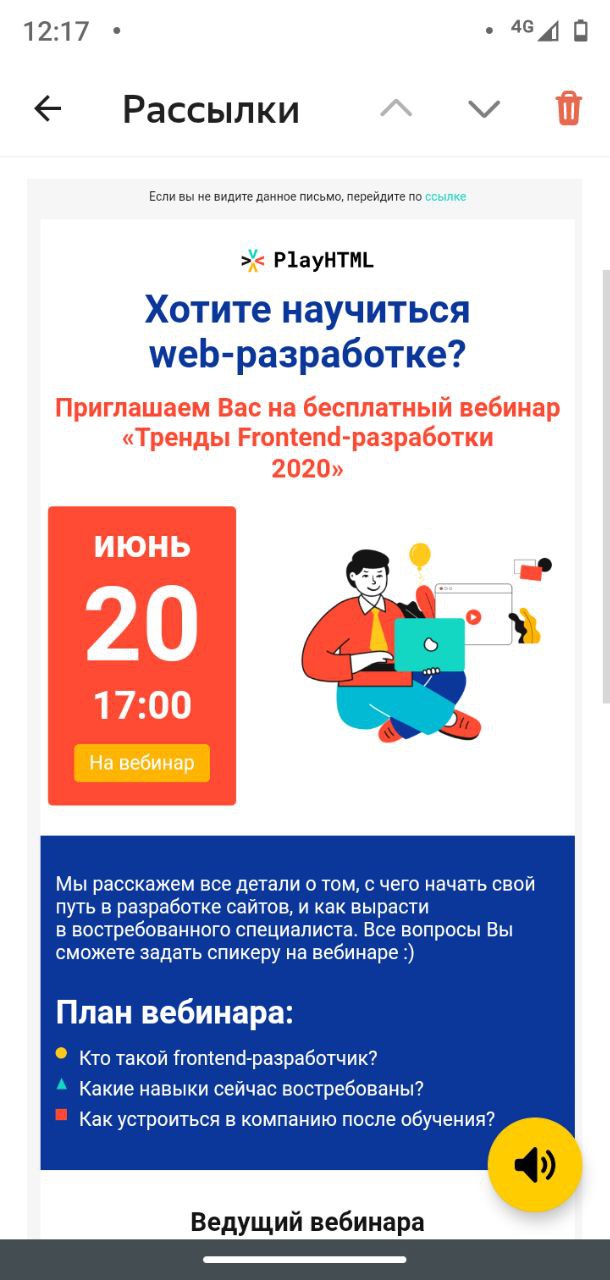 12:17
4G
Рассылки
Если вы не видите данное письмо, перейдите по ссылке
PlayHTML
Хотите научиться
web-разработке?
Приглашаем Вас на бесплатный вебинар
«Тренды Frontend-разработки
2020»
июнь
20
17:00
На вебинар
Мы расскажем все детали о том, с чего начать свой
путь в разработке сайтов, и как вырасти
в востребованного специалиста. Все вопросы Вы
сможете задать спикеру на вебинаре :)
План вебинара:
Кто такой frontend-разработчик?
Какие навыки сейчас востребованы?
Как устроиться в компанию после обучения?
Ведущий вебинара